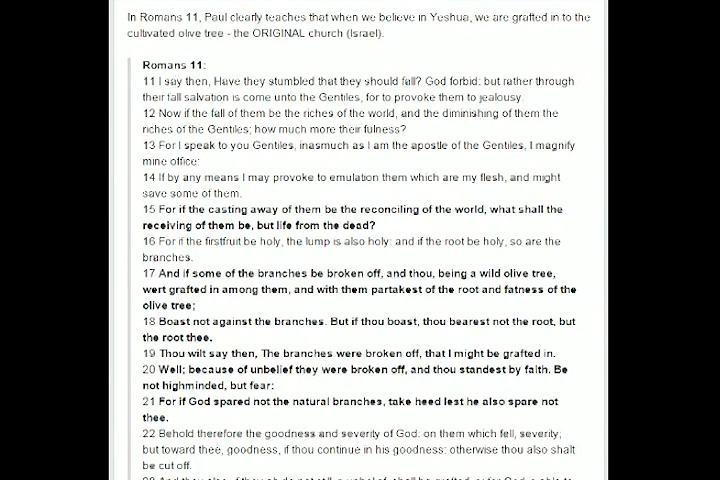 In Romans 11, Paul clearly teaches that when we believe in Yeshua, we are grafted in to the
cultivated olive tree - the ORIGINAL church (Israel).
Romans 11:
11 I say then, Have they stumbled that they should fall? God forbid: but rather through
their fall salvation is come unto the Gentiles, for to provoke them to jealousy.
12 Now if the fall of them be the riches of the world, and the diminishing of them the
riches of the Gentiles; how much more their fulness?
13 For I speak to you Gentiles, inasmuch as I am the apostle of the Gentiles, I magnify
mine office:
14 If by any means I may provoke to emulation them which are my flesh, and might
save some of them.
15 For if the casting away of them be the reconciling of the world, what shall the
receiving of them be, but life from the dead?
16 For if the firstfruit be holy, the lump is also holy: and if the root be holy, so are the
branches.
17 And if some of the branches be broken off, and thou, being a wild olive tree,
wert grafted in among them, and with them partakest of the root and fatness of the
olive tree;
18 Boast not against the branches. But if thou boast, thou bearest not the root, but
the root thee.
19 Thou wilt say then, The branches were broken off, that I might be grafted in.
20 Well; because of unbelief they were broken off, and thou standest by faith. Be
not highminded, but fear:
21 For if God spared not the natural branches, take heed lest he also spare not
thee.
22 Behold therefore the goodness and severity of God: on them which fell, severity;
but toward thee, goodness, if thou continue in his goodness: otherwise thou also shalt
be cut off.